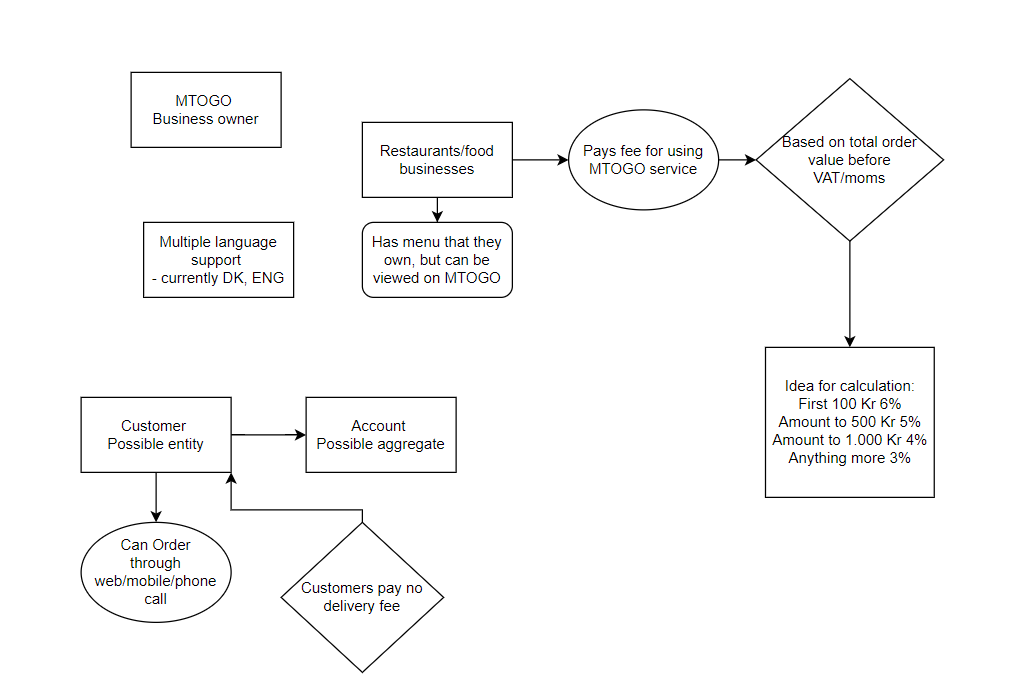 MTOGO
Business owner
Restaurants/food
businesses
Pays fee for using
MTOGO service
Based on total order
value before
VAT/moms
Multiple language
support
- currently DK, ENG
Has menu that they
own, but can be
viewed on MTOGO
Idea for calculation:
First 100 Kr 6%
Amount to 500 Kr 5%
Amount to 1.000 Kr 4%
Anything more 3%
Customer
Possible entity
Account
Possible aggregate
Can Order
through
web/mobile/phone
call
Customers pay no
delivery fee